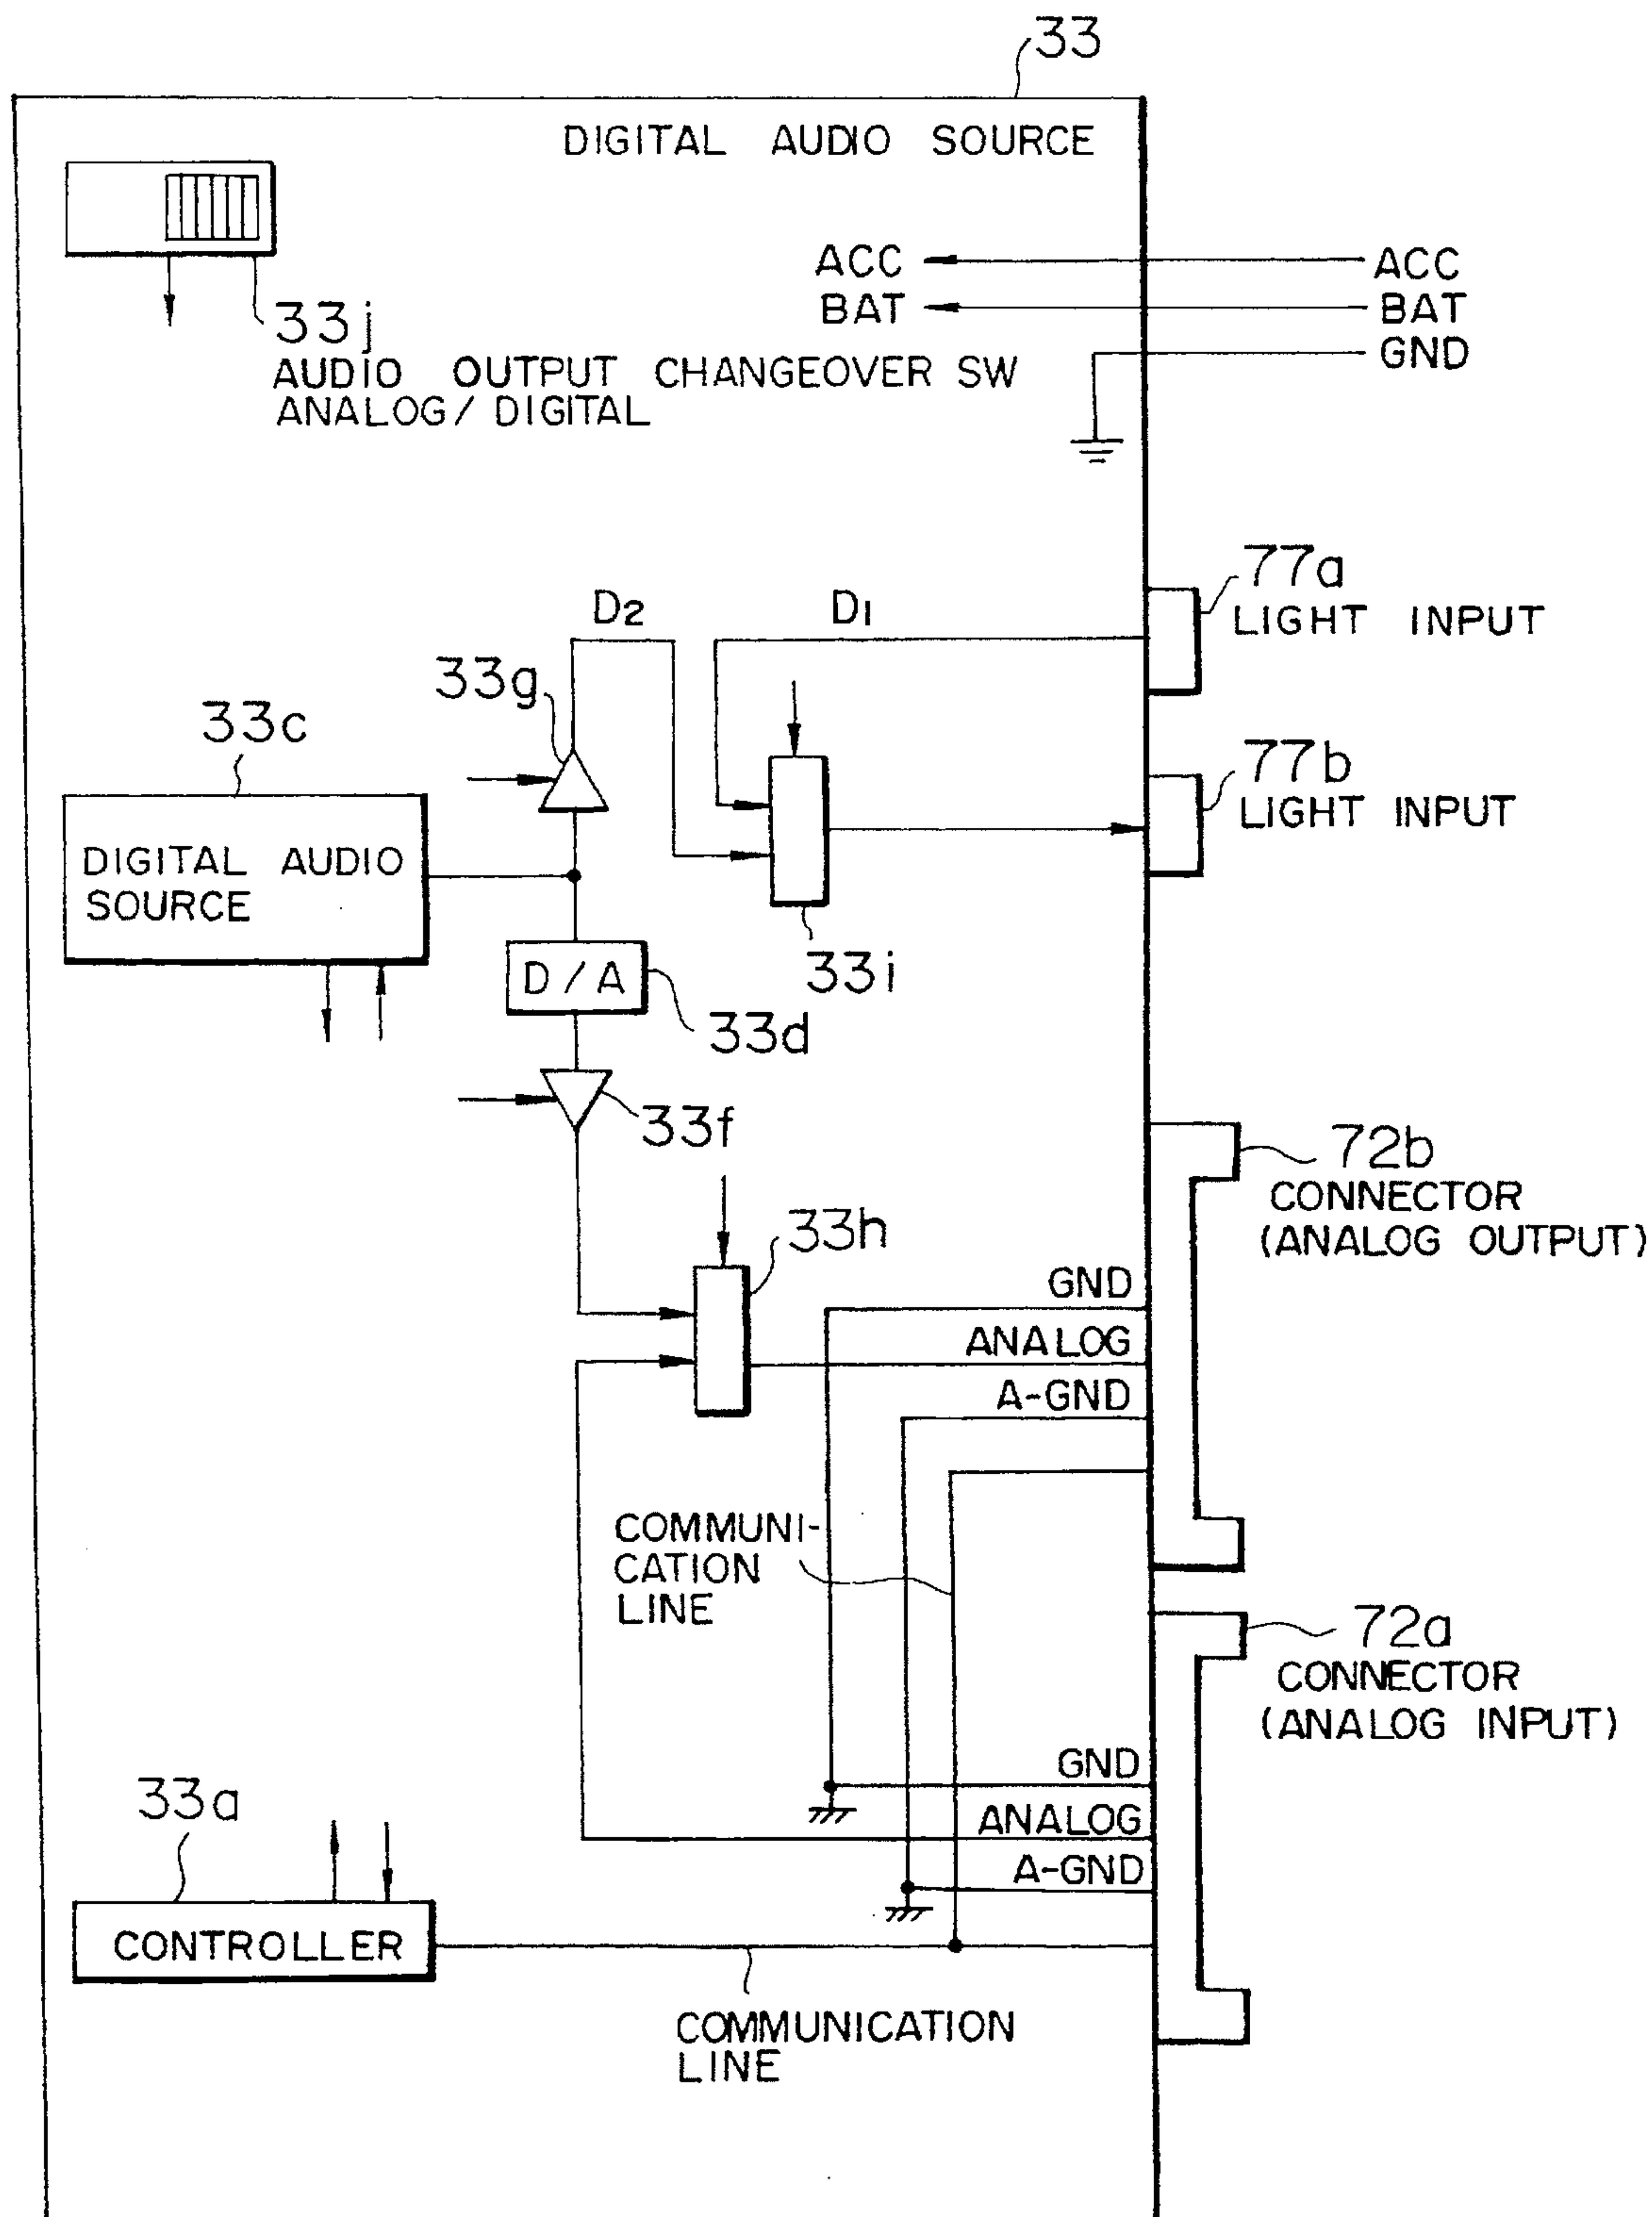 33
DIGITAL AUDIO SOURCE
ACC ACC
BAT BAT
GND
33j
AUDIO OUTPUT CHANGEOVER SW
ANALOG/DIGITAL
77a
LIGHT INPUT
D2 D1
33g
33c
77b
LIGHT INPUT
DIGITAL AUDIO
SOURCE
33i
D/A
33d
33f
72b
CONNECTOR
(ANALOG OUTPUT)
33h
GND
ANALOG
A-GND
COMMUNI-
CATION
LINE
72a
CONNECTOR
(ANALOG INPUT)
GND
33a
ANALOG
A-GND
CONTROLLER
COMMUNICATION
LINE